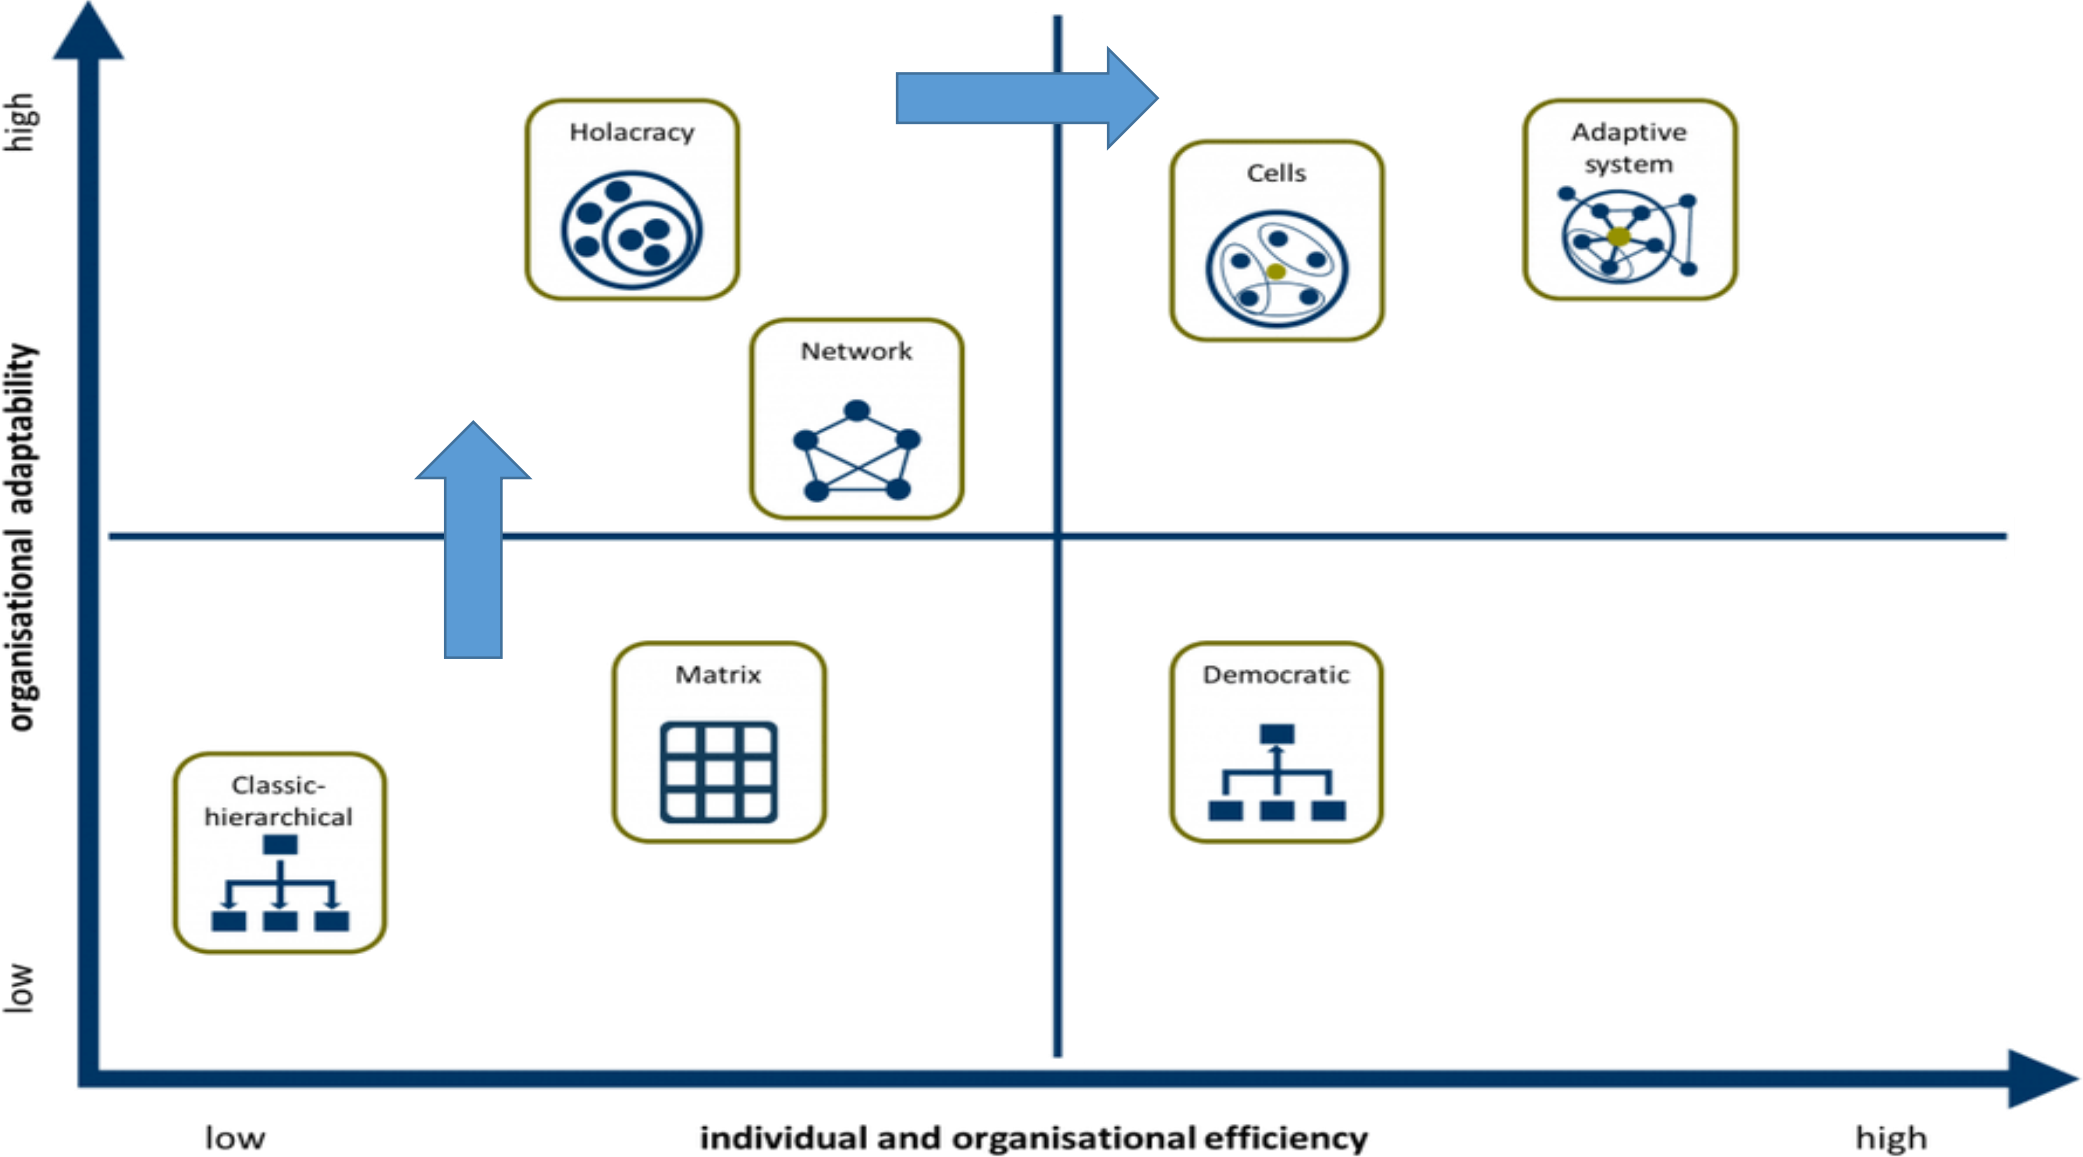 high
Holacracy
Adaptive
system
Cells
Network
organisational adaptability
Matrix
Democratic
Classic-
hierarchical
low
low
individual and organisational efficiency
high